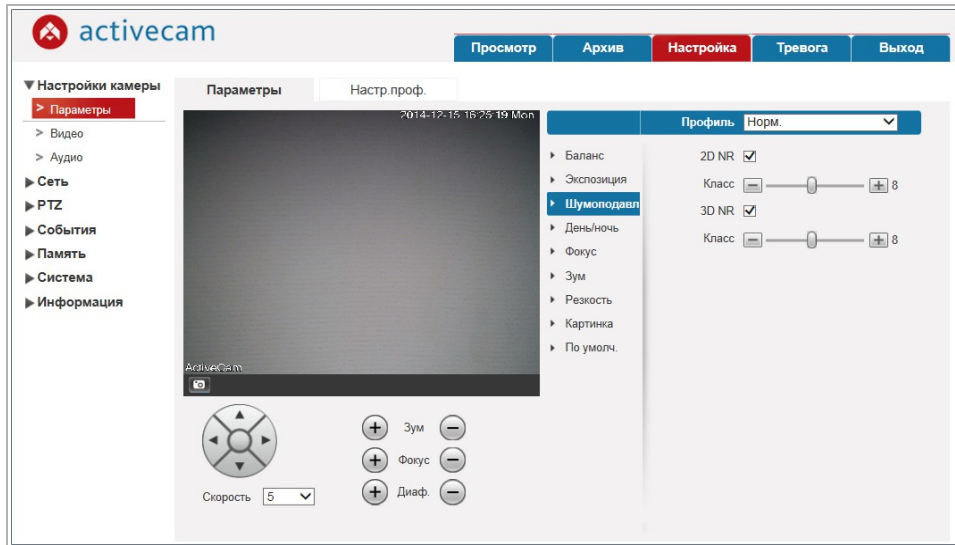 activecam
Просмотр Архив Настройка Тревога Выход
Настройки камеры
> Параметры
> Видео
> Аудио
Сеть
PTZ
События
Память
Система
Информация
Параметры Настр.проф.
2014-12-15 16:25:19 Mon
ActiveCam
Зум
Фокус
Диаф.
Скорость 5
Профиль Норм.
Баланс
Экспозиция
Шумоподавл
День/ночь
Фокус
Зум
Резкость
Картинка
По умолч.
2D NR
Класс 8
3D NR
Класс 8